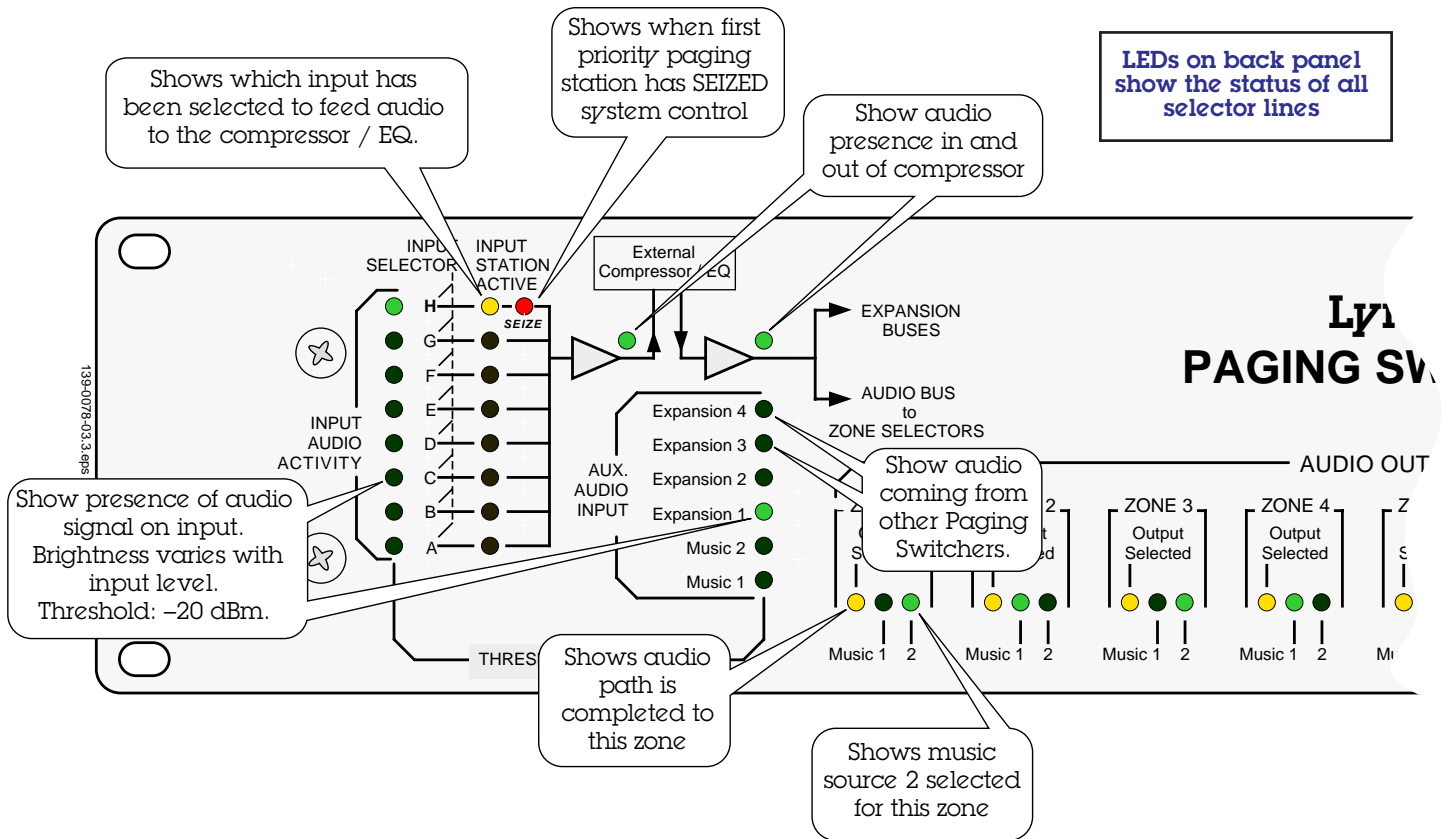 Shows which input has
been selected to feed audio
to the compressor / EQ.
Shows when first
priority paging
station has SEIZED
system control
Show audio
presence in and
out of compressor
LEDs on back panel
show the status of all
selector lines
INPUT
SELECTOR
INPUT
STATION
ACTIVE
External
Compressor / EQ
H
SEIZE
G
F
E
D
C
B
A
INPUT
AUDIO
ACTIVITY
139-0078-03.3.eps
EXPANSION
BUSES
AUDIO BUS
to
ZONE SELECTORS
PAGING
Expansion 4
Expansion 3
Expansion 2
Expansion 1
Music 2
Music 1
AUX.
AUDIO
INPUT
Show presence of audio
signal on input.
Brightness varies with
input level.
Threshold: –20 dBm.
Show audio
coming from
other Paging
Switchers.
AUDIO OUT
2
ZONE 3
Output
Selected
ZONE 4
Output
Selected
Music 1 2
Music 1 2
Music 1 2
Music 1 2
Shows audio
path is
completed to
this zone
Shows music
source 2 selected
for this zone